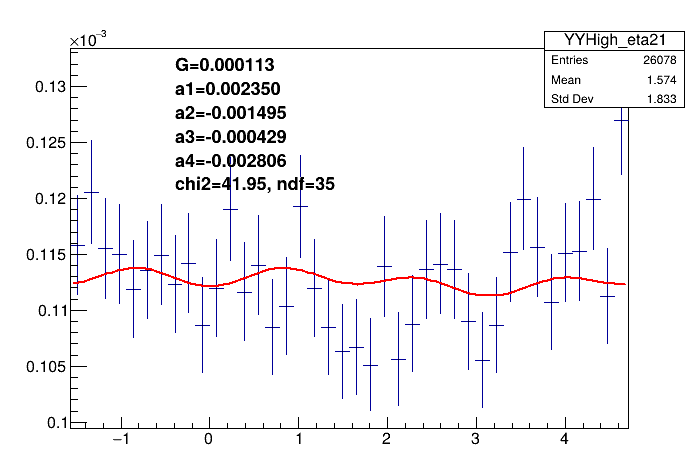 ×10⁻³
YYHigh_eta21
Entries 26078
Mean 1.574
Std Dev 1.833
G=0.000113
a1=0.002350
a2=-0.001495
a3=-0.000429
a4=-0.002806
chi2=41.95, ndf=35
0.13
0.125
0.12
0.115
0.11
0.105
0.1
−1 0 1 2 3 4